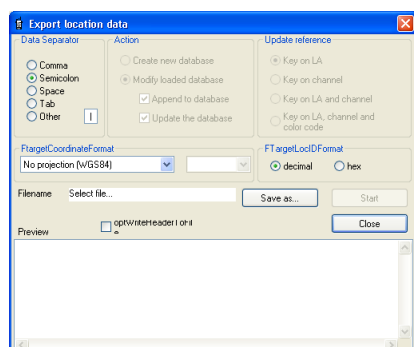 Export location data
Data Separator
Comma
Semicolon
Space
Tab
Other |
Action
Create new database
Modify loaded database
Append to database
Update the database
Update reference
Key on LA
Key on channel
Key on LA and channel
Key on LA, channel and
color code
FtargetCoordinateFormat
No projection (WGS84)
FTargetLocIDFormat
decimal hex
Filename Select file... Save as... Start
optWriteHeaderToFil
e
Close
Preview